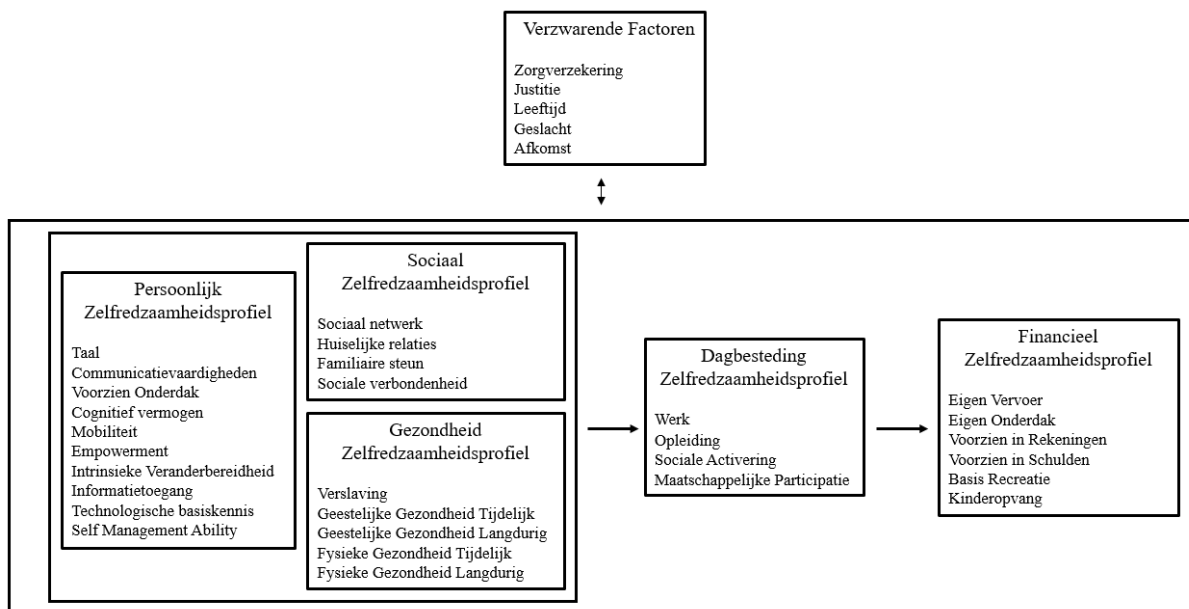 Verzwarende Factoren
Zorgverzekering
Justitie
Leeftijd
Geslacht
Afkomst
Persoonlijk
Zelfredzaamheidsprofiel
Taal
Communicatievaardigheden
Voorzien Onderdak
Cognitief vermogen
Mobiliteit
Empowerment
Intrinsieke Veranderbereidheid
Informatietoegang
Technologische basiskennis
Self Management Ability
Sociaal
Zelfredzaamheidsprofiel
Sociaal netwerk
Huiselijke relaties
Familiaire steun
Sociale verbondenheid
Gezondheid
Zelfredzaamheidsprofiel
Verslaving
Geestelijke Gezondheid Tijdelijk
Geestelijke Gezondheid Langdurig
Fysieke Gezondheid Tijdelijk
Fysieke Gezondheid Langdurig
Dagbesteding
Zelfredzaamheidsprofiel
Werk
Opleiding
Sociale Activering
Maatschappelijke Participatie
Financieel
Zelfredzaamheidsprofiel
Eigen Vervoer
Eigen Onderdak
Voorzien in Rekeningen
Voorzien in Schulden
Basis Recreatie
Kinderopvang